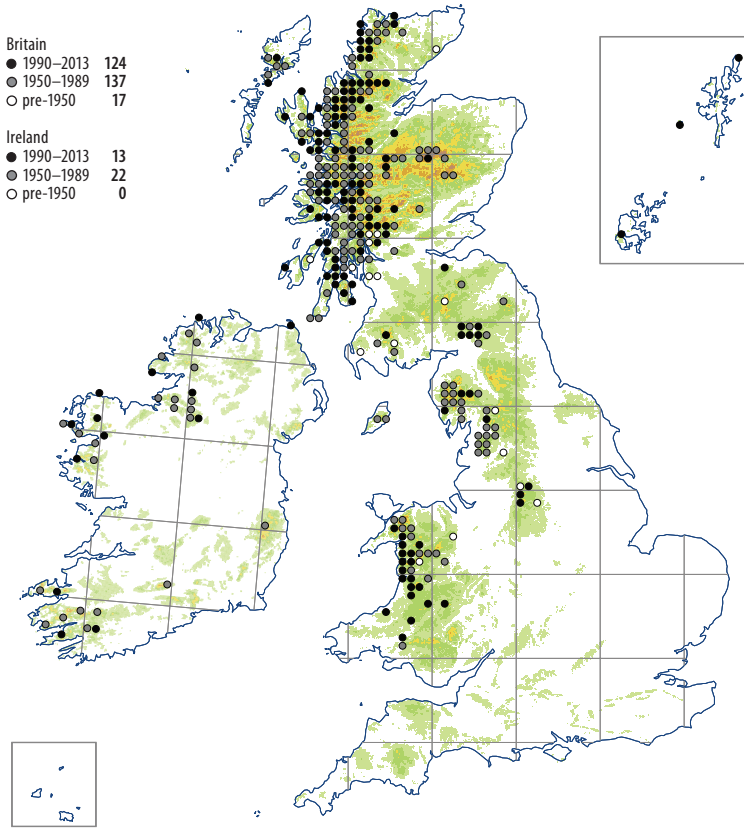 Britain
1990–2013 124
1950–1989 137
pre-1950 17
Ireland
1990–2013 13
1950–1989 22
pre-1950 0